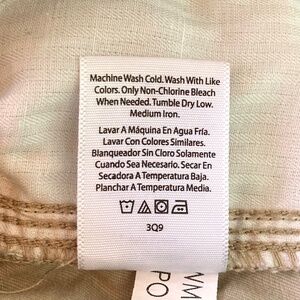 Machine Wash Cold. Wash With Like
Colors. Only Non-Chlorine Bleach
When Needed. Tumble Dry Low.
Medium Iron.
Lavar A Máquina En Agua Fría.
Lavar Con Colores Similares.
Blanqueador Sin Cloro Solamente
Cuando Sea Necesario. Secar En
Secadora A Temperatura Baja.
Planchar A Temperatura Media.
3Q9
WM
PO